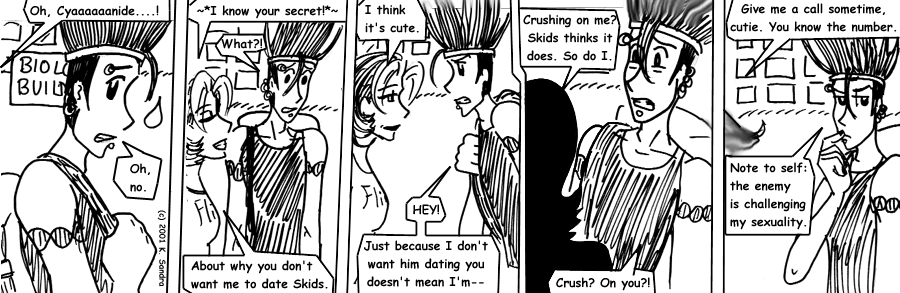 Oh, Cyaaaaaanide....!
BIOL
BUIL
Oh,
no.
(c) 2001 K. Sandra
~*I know your secret!*~
What?!
Fli
About why you don't
want me to date Skids.
I think
it's cute.
HEY!
Fli
Just because I don't
want him dating you
doesn't mean I'm--
Crushing on me?
Skids thinks it
does. So do I.
Crush? On you?!
Give me a call sometime,
cutie. You know the number.
Note to self:
the enemy
is challenging
my sexuality.